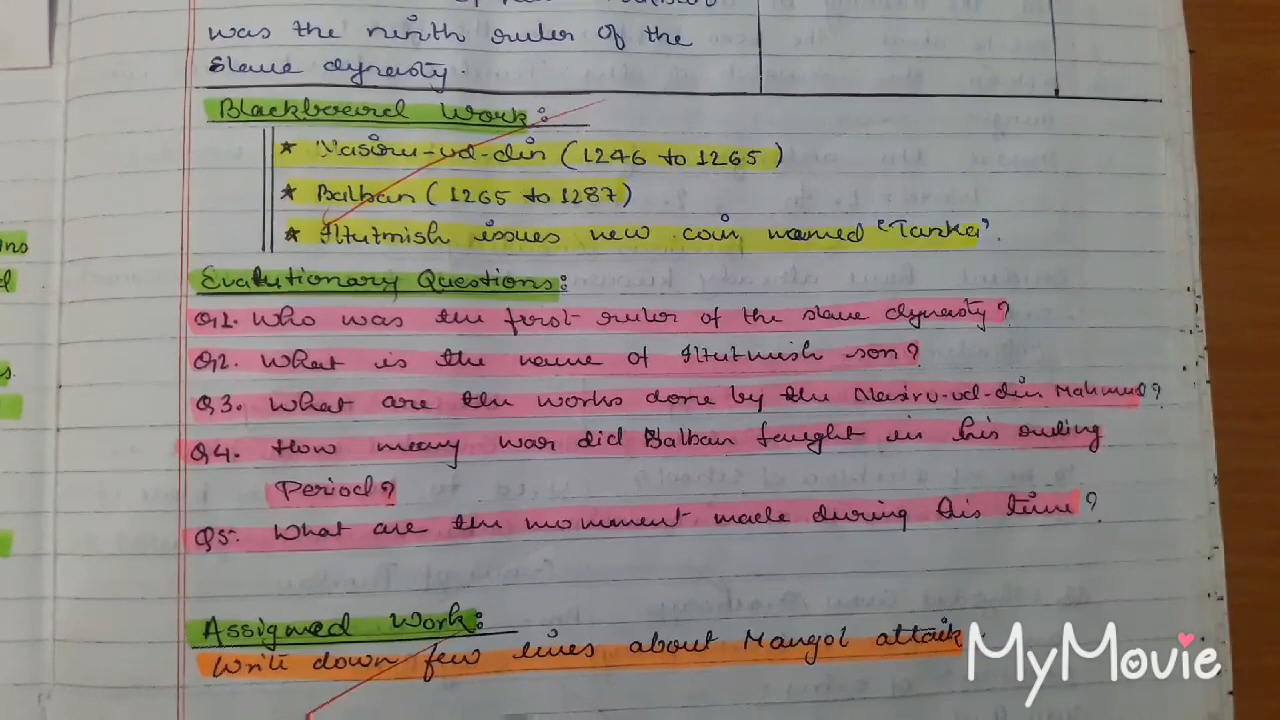 was the ninth ruler of the
Slave dynasty.
Blackboard Work:
* Nasiru-ud-din (1246 to 1265)
* Balban (1265 to 1287)
* Iltutmish issues new coin named 'Tanka'.
Evalutionary Questions:
Q1. Who was the first ruler of the slave dynasty?
Q2. What is the name of Iltutmish son?
Q3. What are the works done by the Nasiru-ud-din Mahmud?
Q4. How many war did Balban faught in his ruling
Period?
Q5. What are the monument made during his time?
Assigned Work:
Write down few lines about Mangol attack.
MyMovie